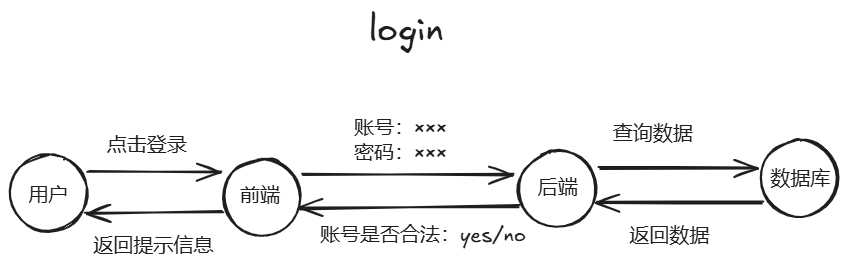 login
点击登录
账号：xxx
密码：xxx
查询数据
用户
前端
后端
数据库
返回提示信息
账号是否合法：yes/no
返回数据